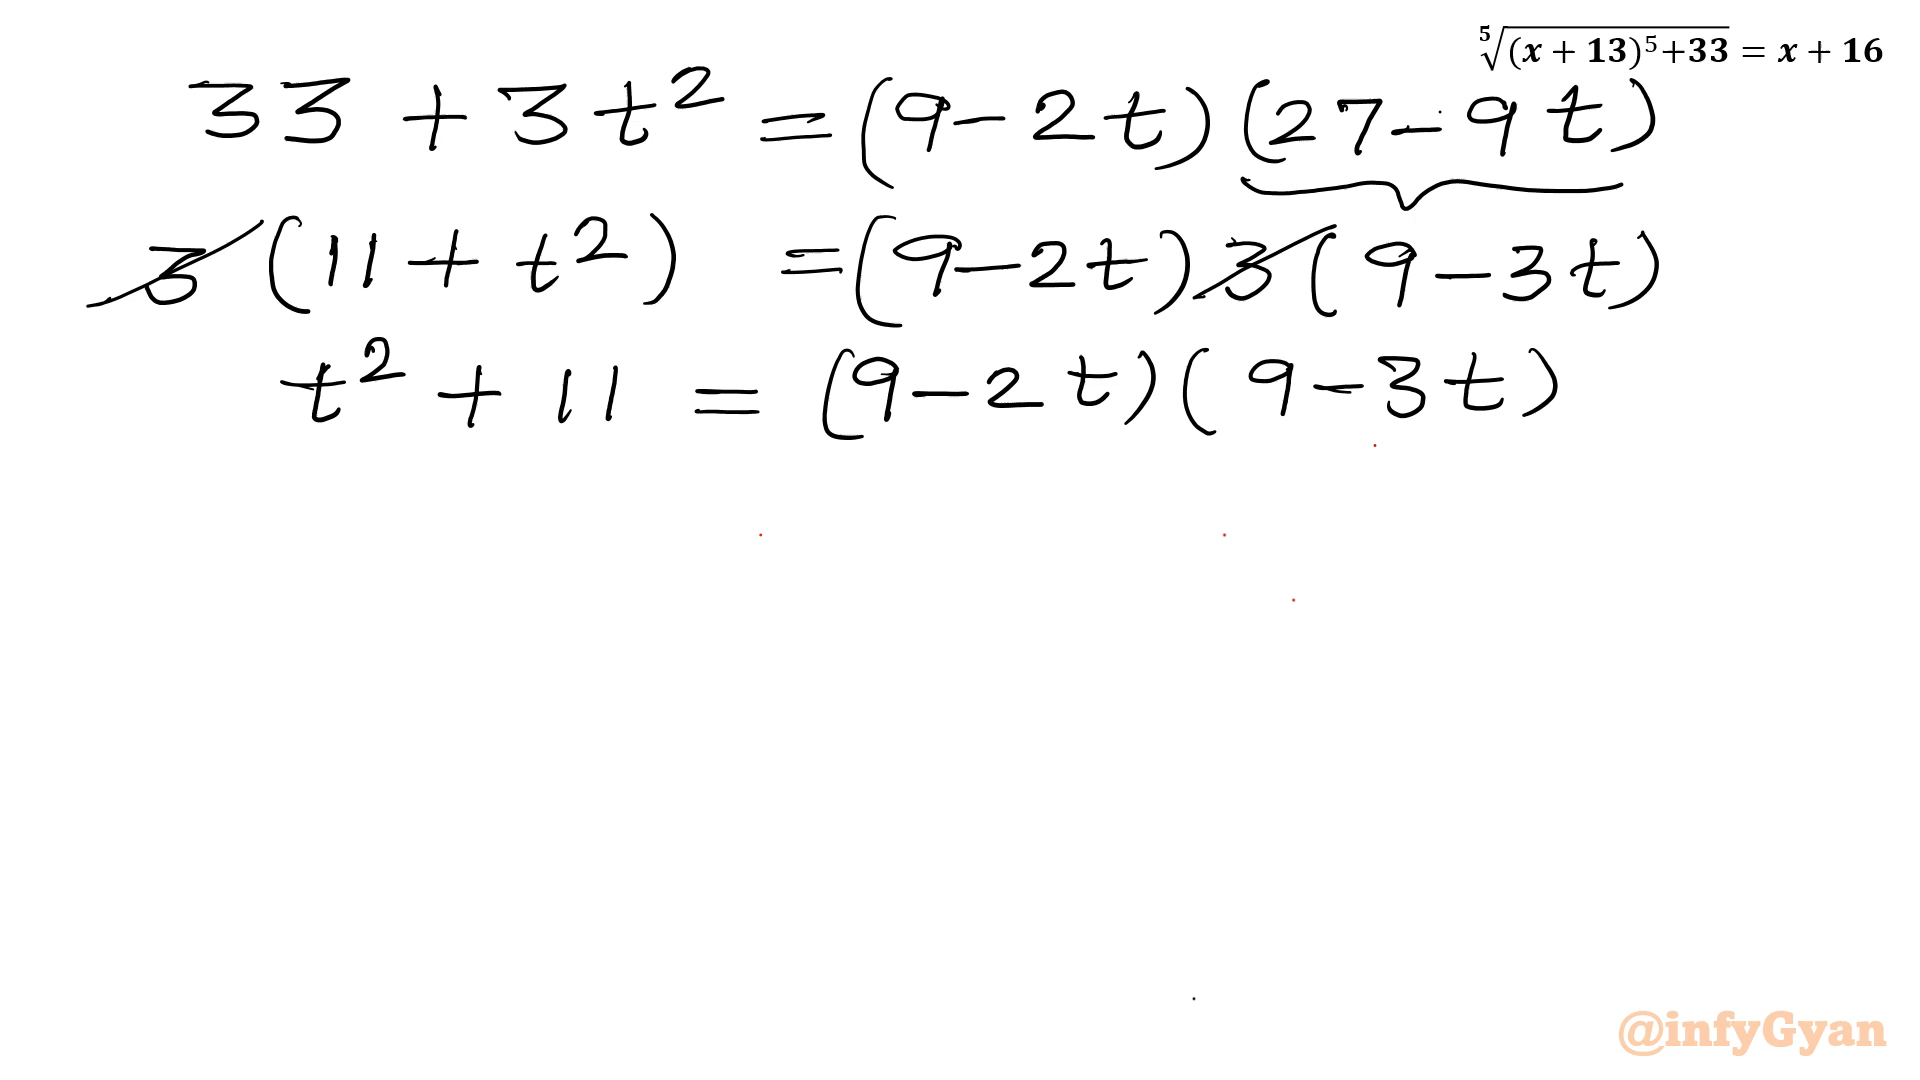 ⁵√((x + 13)⁵+33) = x + 16
33 + 3t² = (9 - 2t)(27 - 9t)
3(11 + t²) = (9 - 2t)3(9 - 3t)
t² + 11 = (9 - 2t)(9 - 3t)
@infyGyan